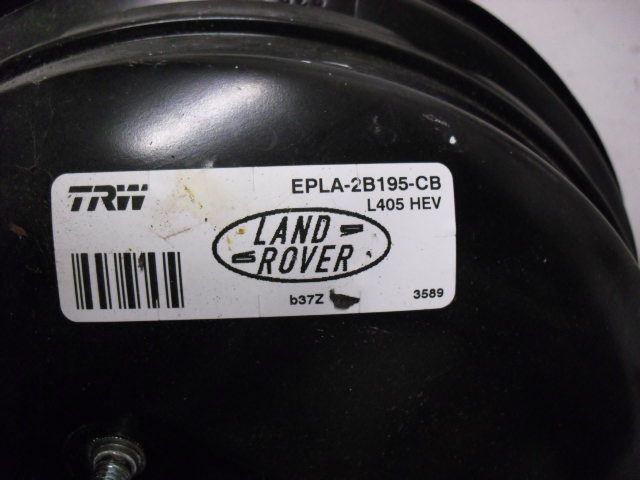 TRW
EPLA-2B195-CB
L405 HEV
LAND
ROVER
b37Z
3589